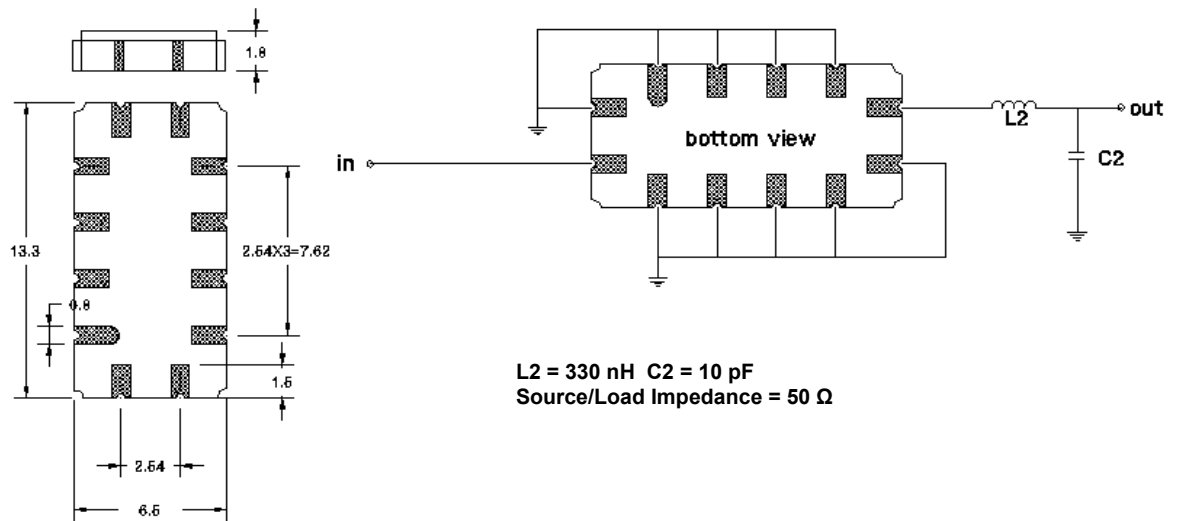 1.8
13.3
2.54X3=7.62
0.8
1.5
2.54
6.5
in
bottom view
L2
out
C2
L2 = 330 nH C2 = 10 pF
Source/Load Impedance = 50 Ω